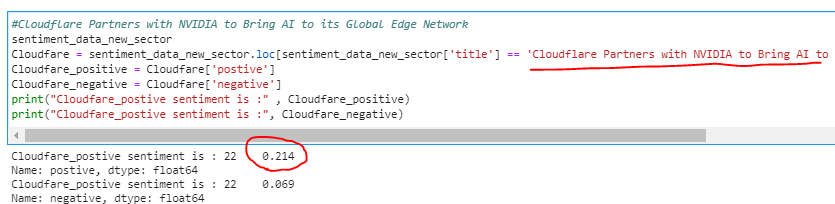 #Cloudflare Partners with NVIDIA to Bring AI to its Global Edge Network
sentiment_data_new_sector
Cloudfare = sentiment_data_new_sector.loc[sentiment_data_new_sector['title'] == 'Cloudflare Partners with NVIDIA to Bring AI to
Cloudfare_positive = Cloudfare['postive']
Cloudfare_negative = Cloudfare['negative']
print("Cloudfare_postive sentiment is :" , Cloudfare_positive)
print("Cloudfare_postive sentiment is :", Cloudfare_negative)
Cloudfare_postive sentiment is : 22    0.214
Name: postive, dtype: float64
Cloudfare_postive sentiment is : 22    0.069
Name: negative, dtype: float64